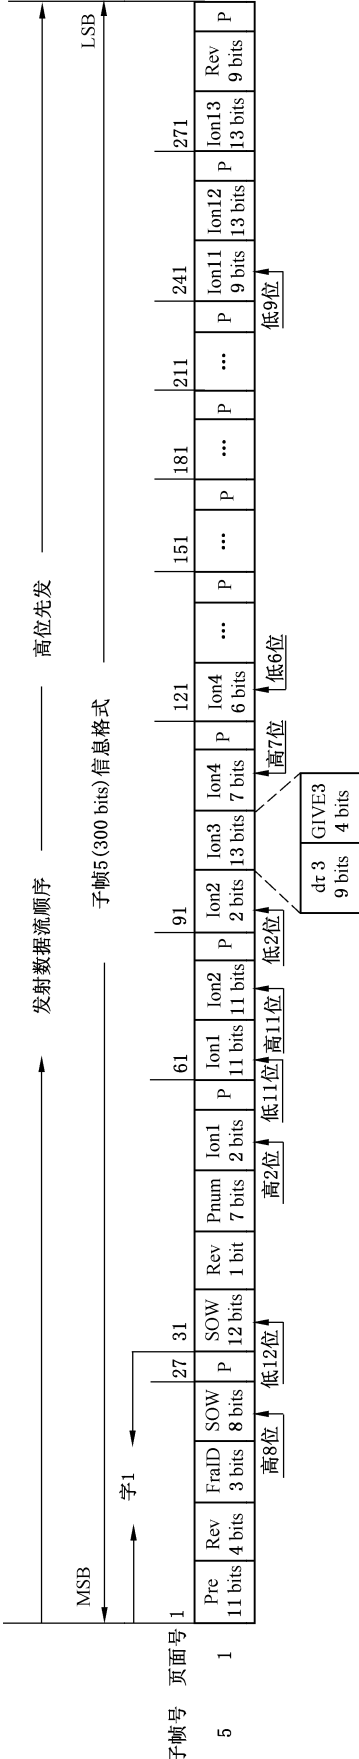 发射数据流顺序
高位先发
MSB
子帧5(300 bits)信息格式
LSB
字1
子帧号
页面号
1
27
31
61
91
121
151
181
211
241
271
5
1
Pre
11 bits
Rev
4 bits
FraID
3 bits
SOW
8 bits
P
SOW
12 bits
Rev
1 bit
Pnum
7 bits
Ion1
2 bits
P
Ion1
11 bits
Ion2
11 bits
P
Ion2
2 bits
Ion3
13 bits
Ion4
7 bits
P
Ion4
6 bits
…
P
…
P
…
P
…
P
Ion11
9 bits
Ion12
13 bits
P
Ion13
13 bits
Rev
9 bits
P
高8位
低12位
高2位
低11位
高11位
低2位
高7位
低6位
低9位
dτ 3
9 bits
GIVE3
4 bits